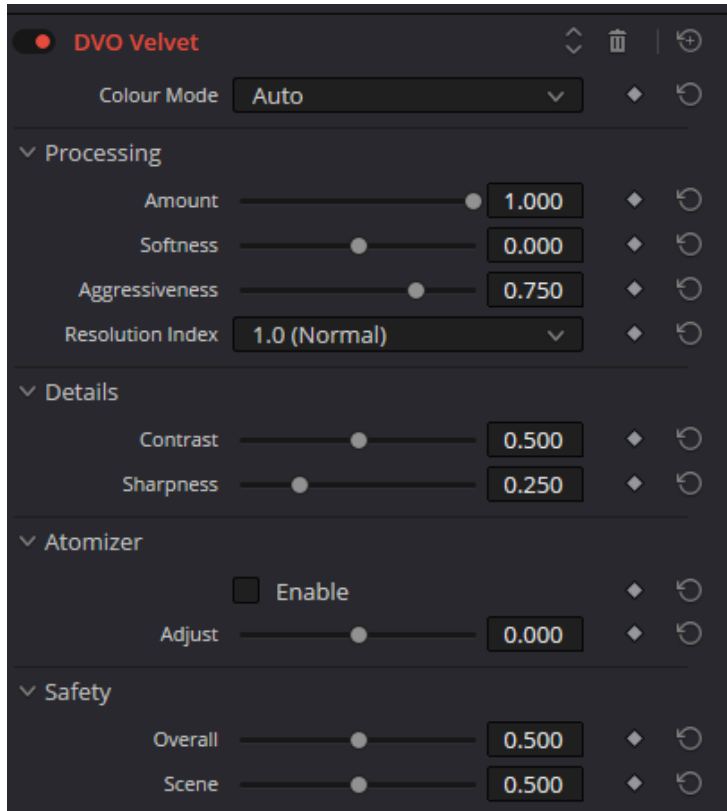 DVO Velvet
Colour Mode Auto
Processing
Amount 1.000
Softness 0.000
Aggressiveness 0.750
Resolution Index 1.0 (Normal)
Details
Contrast 0.500
Sharpness 0.250
Atomizer
Enable
Adjust 0.000
Safety
Overall 0.500
Scene 0.500